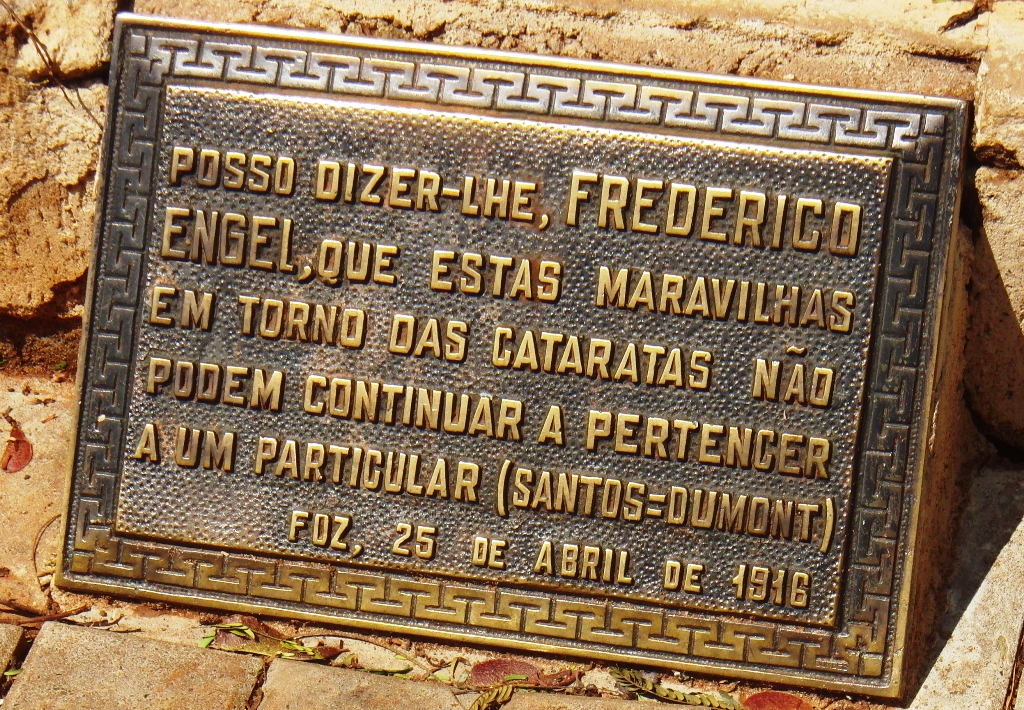 POSSO DIZER-LHE, FREDERICO
ENGEL, QUE ESTAS MARAVILHAS
EM TORNO DAS CATARATAS NÃO
PODEM CONTINUAR A PERTENCER
A UM PARTICULAR (SANTOS=DUMONT)
FOZ, 25 DE ABRIL DE 1916